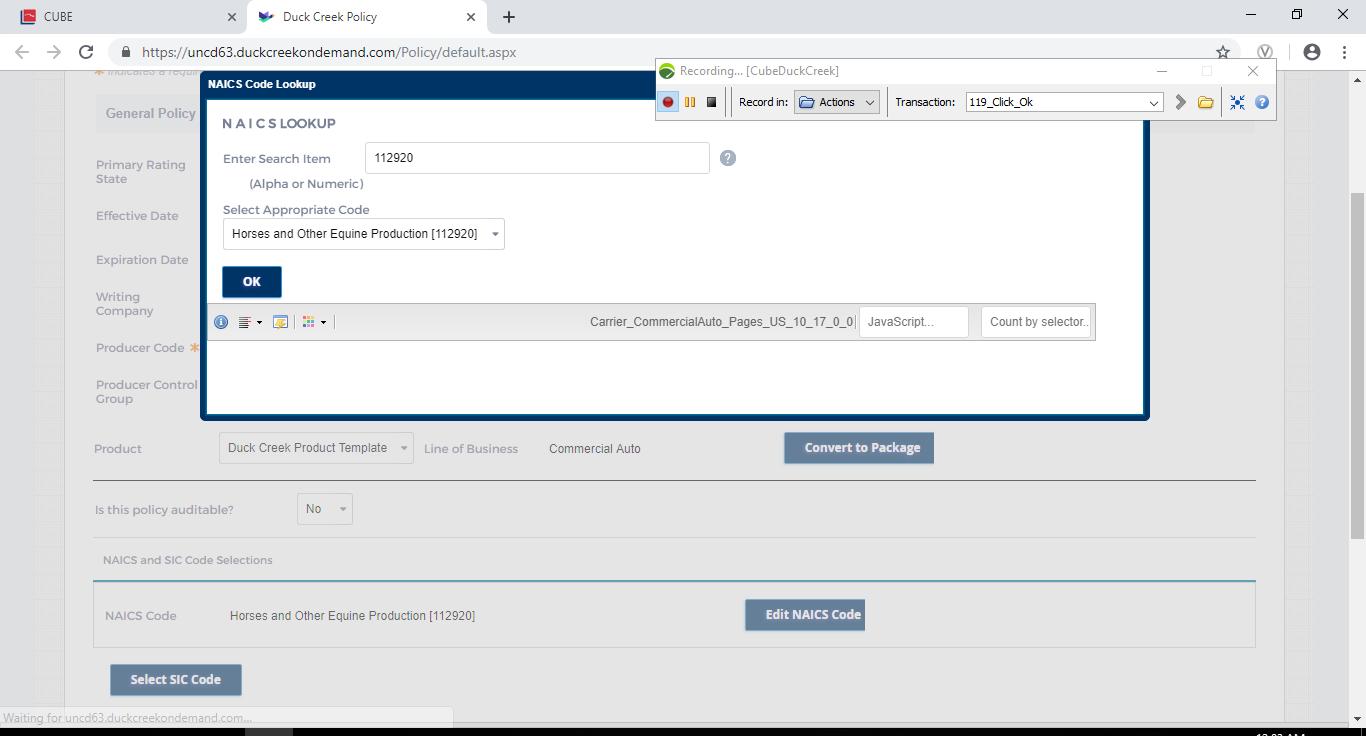 CUBE
Duck Creek Policy
https://uncd63.duckcreekondemand.com/Policy/default.aspx
NAICS Code Lookup
Recording... [CubeDuckCreek]
Record in: Actions Transaction: 119_Click_Ok
General Policy
N A I C S LOOKUP
Enter Search Item 112920
(Alpha or Numeric)
Select Appropriate Code
Horses and Other Equine Production [112920]
OK
Primary Rating
State
Effective Date
Expiration Date
Writing
Company
Producer Code *
Producer Control
Group
Carrier_CommercialAuto_Pages_US_10_17_0_0 JavaScript... Count by selector..
Product Duck Creek Product Template Line of Business Commercial Auto Convert to Package
Is this policy auditable? No
NAICS and SIC Code Selections
NAICS Code Horses and Other Equine Production [112920] Edit NAICS Code
Select SIC Code
Waiting for uncd63.duckcreekondemand.com...